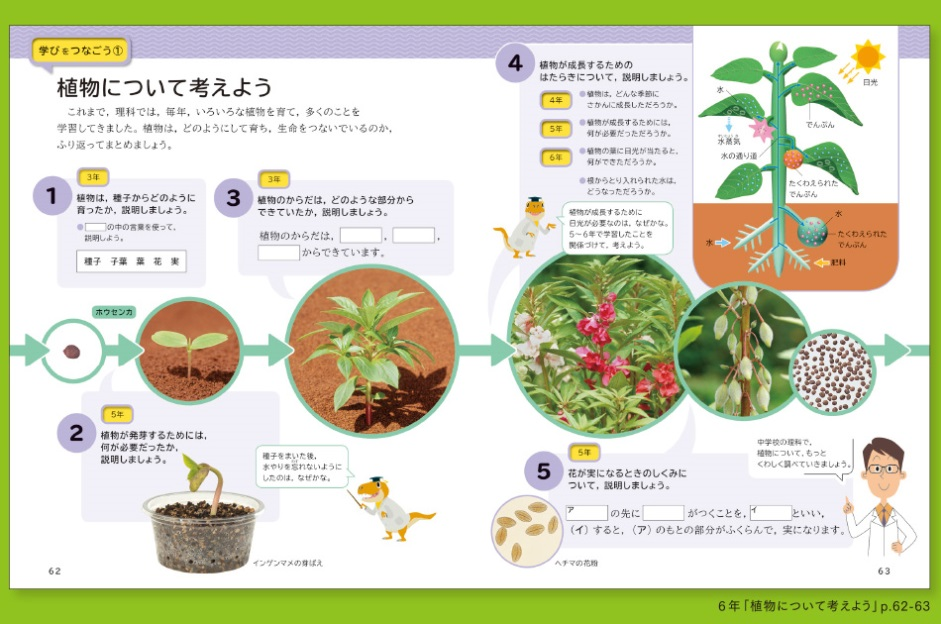 学びをつなごう①
植物について考えよう
これまで，理科では，毎年，いろいろな植物を育て，多くのことを
学習してきました。植物は，どのようにして育ち，生命をつないでいるのか，
ふり返ってまとめましょう。
1
3年
植物は，種子からどのように
育ったか，説明しましょう。
●□の中の言葉を使って，
説明しよう。
種子 子葉 葉 花 実
3
3年
植物のからだは，どのような部分から
できていたか，説明しましょう。
植物のからだは，□，□，
□からできています。
ホウセンカ
2
5年
植物が発芽するためには，
何が必要だったか，
説明しましょう。
種子をまいた後，
水やりを忘れないように
したのは，なぜかな。
インゲンマメの芽ばえ
62
4
植物が成長するための
はたらきについて，説明しましょう。
4年
●植物は，どんな季節に
さかんに成長しただろうか。
5年
●植物が成長するためには，
何が必要だっただろうか。
6年
●植物の葉に日光が当たると，
何ができただろうか。
●根からとり入れられた水は，
どうなっただろうか。
植物が成長するために
日光が必要なのは，なぜかな。
5〜6年で学習したことを
関係づけて，考えよう。
日光
水
でんぷん
水蒸気
水の通り道
たくわえられた
でんぷん
水
たくわえられた
でんぷん
水
肥料
5
5年
花が実になるときのしくみに
ついて，説明しましょう。
ア□の先に□がつくことを，イ□といい，
（イ）すると，（ア）のもとの部分がふくらんで，実になります。
ヘチマの花粉
中学校の理科で，
植物について，もっと
くわしく調べていきましょう。
63
6年「植物について考えよう」p.62-63